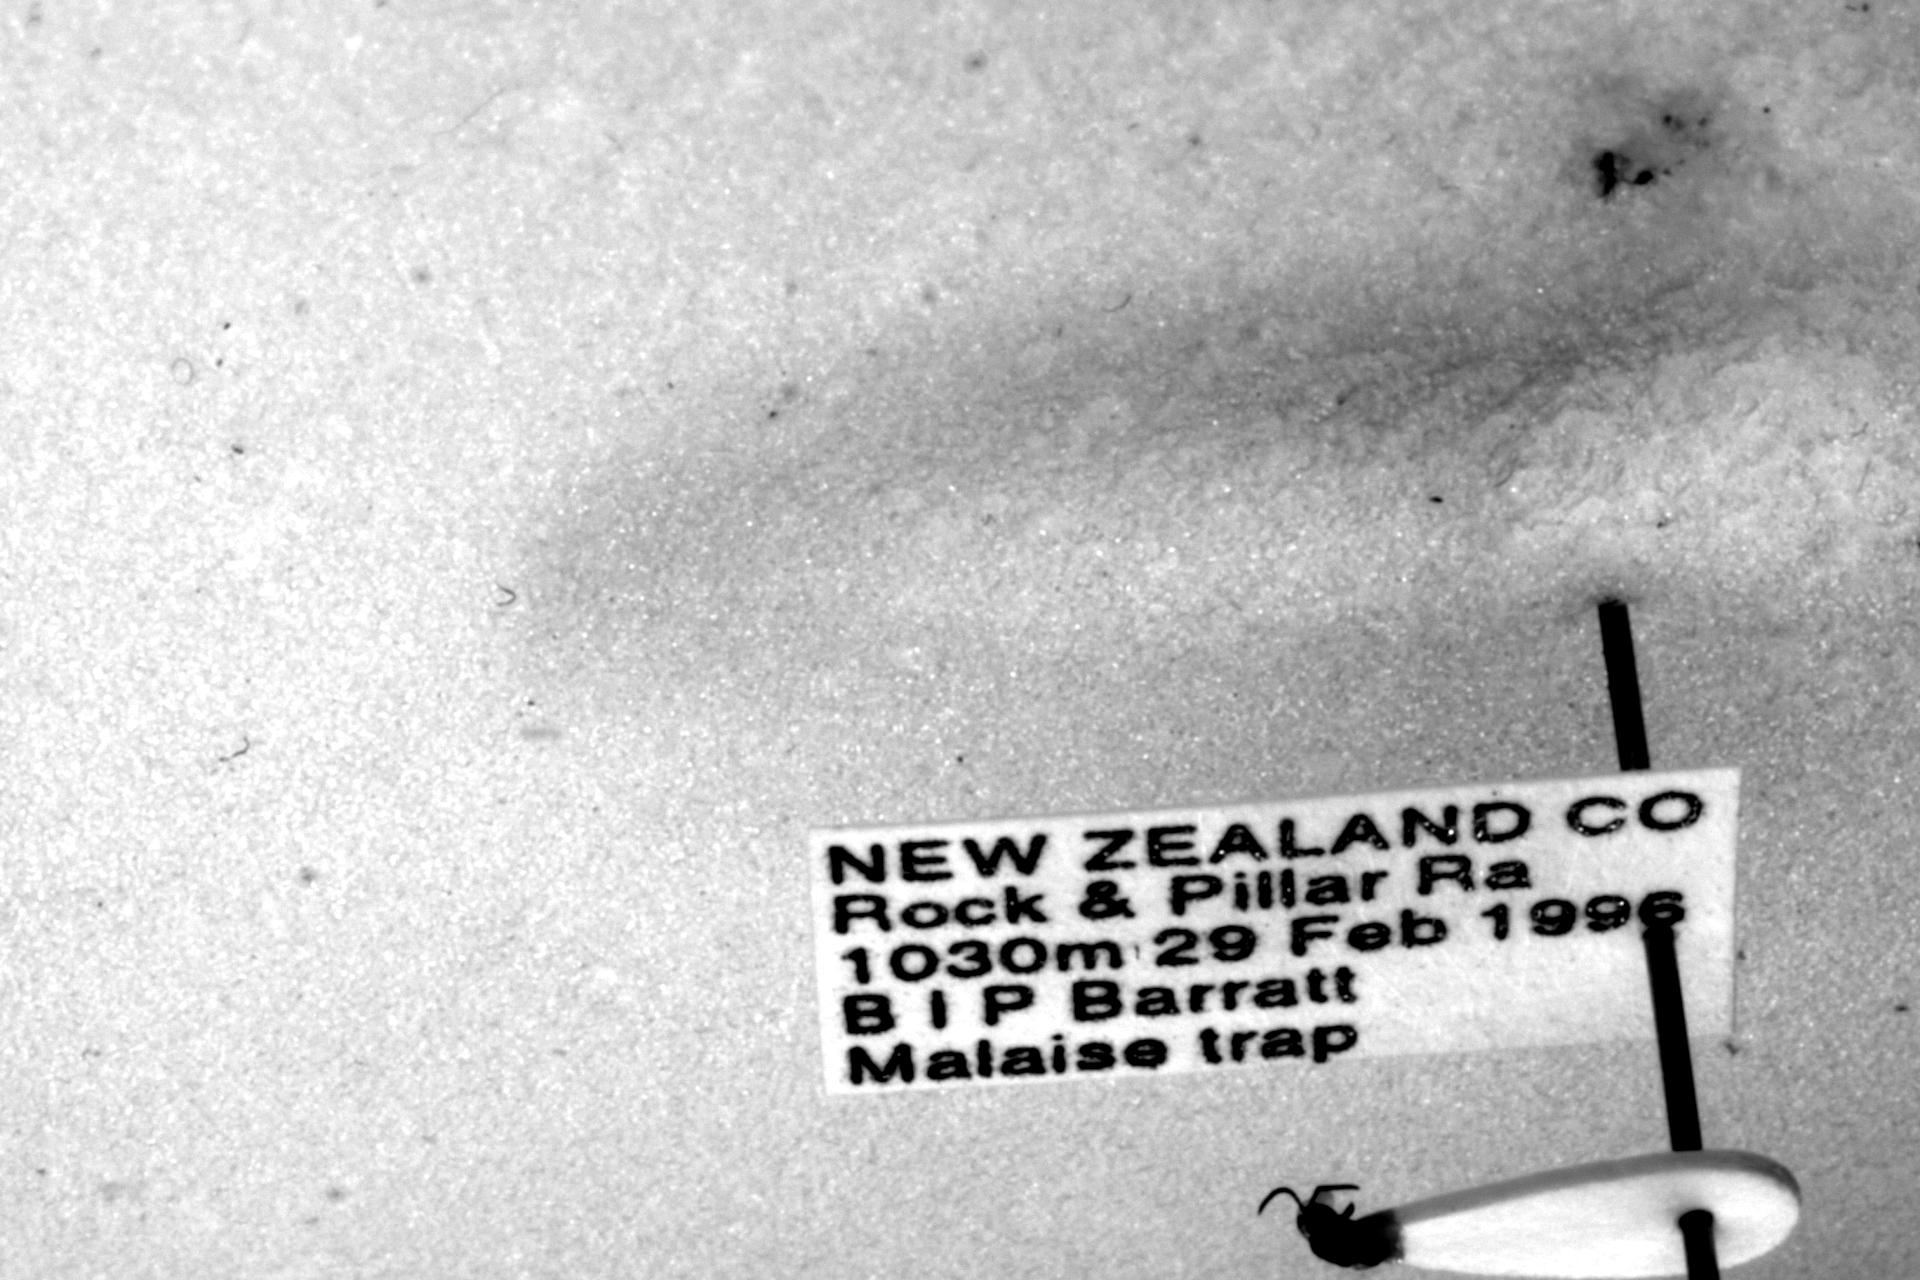 NEW ZEALAND CO
Rock & Pillar Ra
1030m 29 Feb 1996
B I P Barratt
Malaise trap